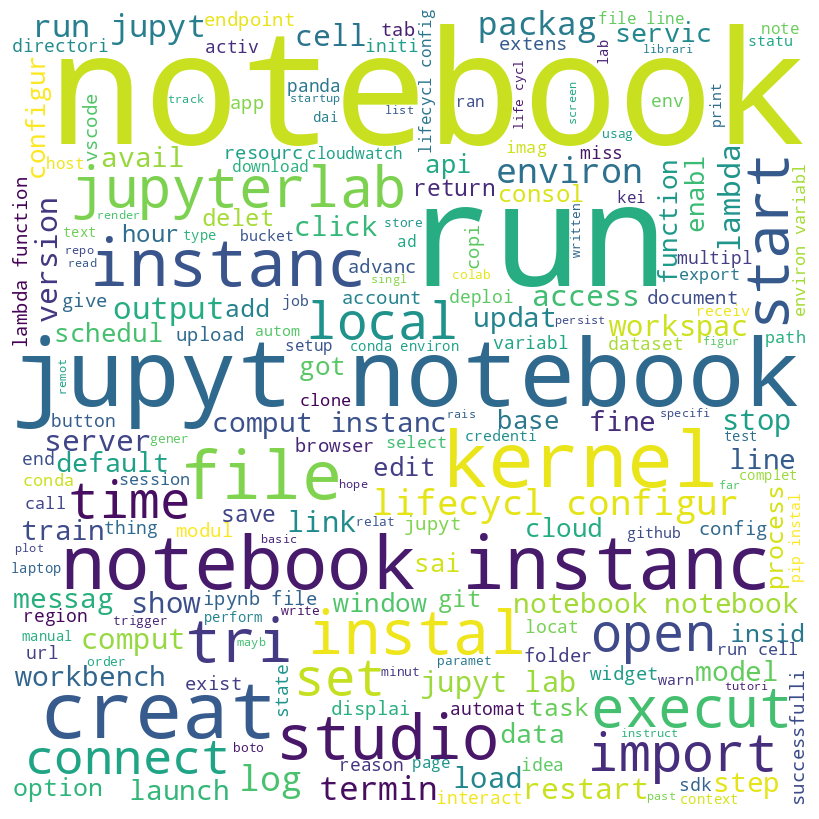 run jupyt
endpoint
cell
tab
packag
file line
note
directori
activ
initi
extens
servic
librari
statu
notebook
lifecycl config
lab
configur
vscode
track
panda
startup
dai
app
list
ran
life cycl
env
screen
print
host
avail
resourc
cloudwatch
download
api
imag
miss
usag
environ
jupyterlab
return
consol
kei
function
enabl
lambda
start
environ variabl
render
delet
click
copi
run
written
text
hour
type
bucket
store
ad
multipl
version
repo
read
instanc
advanc
singl
colab
export
lambda function
give
output
add
job
account
deploi
access
document
local
updat
receiv
workspac
schedul
upload
autom
setup
conda environ
variabl
persist
dataset
figur
path
remot
got
jupyt notebook
clone
button
comput instanc
rais
base
fine
specifi
stop
server
gener
browser
select
credenti
test
line
end
default
file
edit
kernel
complet
conda
session
hope
far
time
lifecycl configur
call
save
train
thing
modul
link
relat
jupyt
cloud
github
config
process
pip instal
plot
basic
laptop
notebook instanc
sai
messag
show
ipynb file
write
window
git
notebook notebook
region
trigger
perform
tri
instal
locat
open
insid
manual
comput
url
order
mayb
minut
paramet
folder
run cell
workbench
exist
state
set
jupyt lab
widget
warn
model
tutori
successfulli
creat
displai
automat
task
execut
studio
data
instruct
connect
boto
reason
page
idea
import
option
launch
log
termin
load
interact
restart
sdk
step
past
context